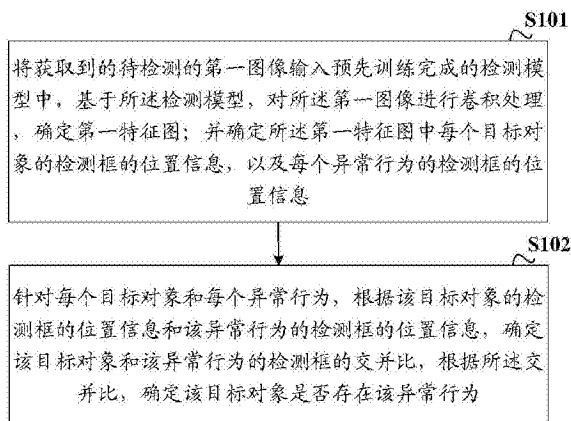 S101
将获取到的待检测的第一图像输入预先训练完成的检测模
型中，基于所述检测模型，对所述第一图像进行卷积处理
，确定第一特征图；并确定所述第一特征图中每个目标对
象的检测框的位置信息，以及每个异常行为的检测框的位
置信息
S102
针对每个目标对象和每个异常行为，根据该目标对象的检
测框的位置信息和该异常行为的检测框的位置信息，确定
该目标对象和该异常行为的检测框的交并比，根据所述交
并比，确定该目标对象是否存在该异常行为